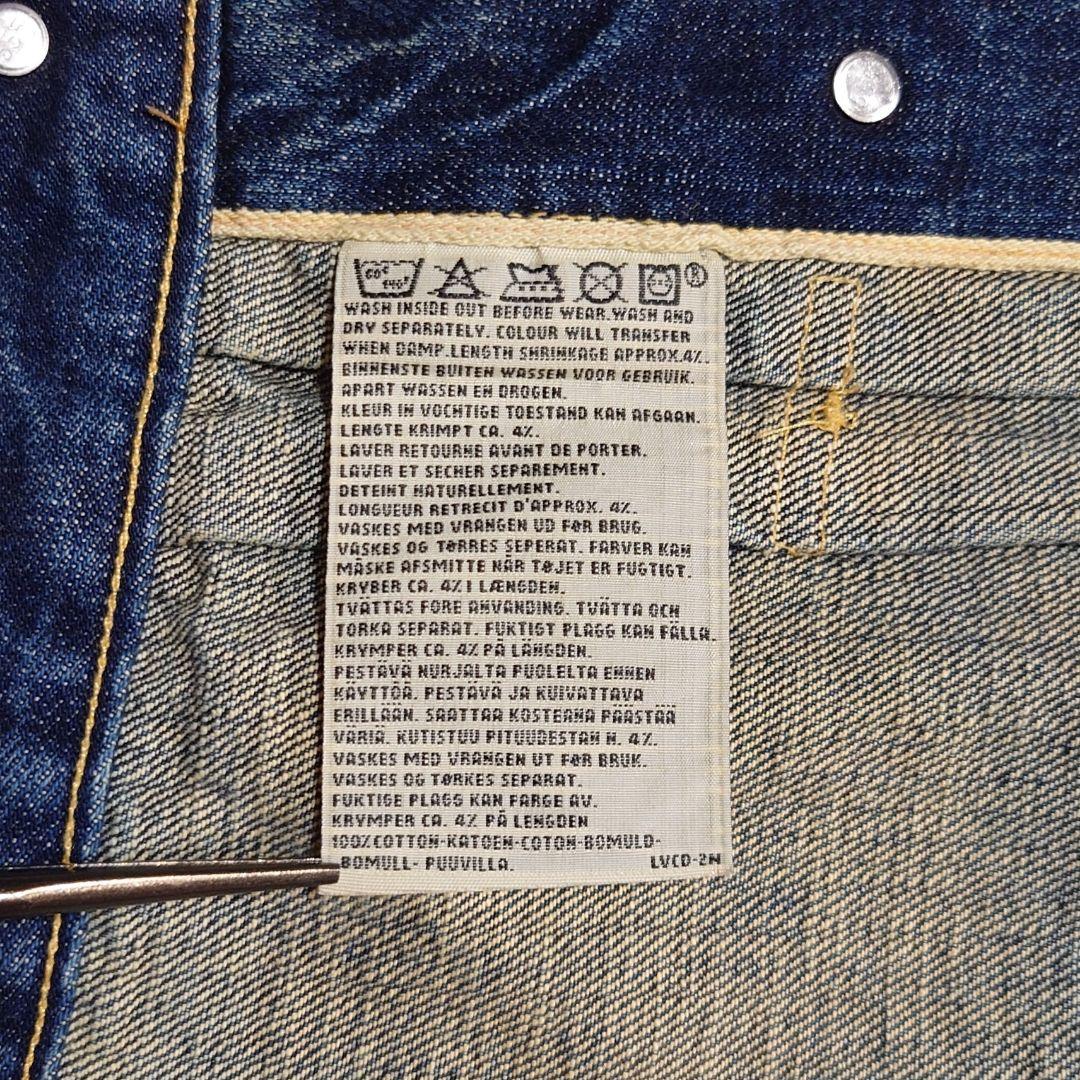 60°C
WASH INSIDE OUT BEFORE WEAR.WASH AND
DRY SEPARATELY. COLOUR WILL TRANSFER
WHEN DAMP.LENGTH SHRINKAGE APPROX.4%.
BINNENSTE BUITEN WASSEN VOOR GEBRUIK.
APART WASSEN EN DROGEN.
KLEUR IN VOCHTIGE TOESTAND KAN AFGAAN.
LENGTE KRIMPT CA. 4%.
LAVER RETOURNE AVANT DE PORTER.
LAVER ET SECHER SEPAREMENT.
DETEINT NATURELLEMENT.
LONGUEUR RETRECIT D'APPROX. 4%.
VASKES MED VRANGEN UD FØR BRUG.
VASKES OG TØRRES SEPERAT. FARVER KAN
MÅSKE AFSMITTE NÅR TØJET ER FUGTIGT.
KRYBER CA. 4% I LÆNGDEN.
TVÄTTAS FÖRE ANVÄNDING. TVÄTTA OCH
TORKA SEPARAT. FUKTIGT PLAGG KAN FÄLLA.
KRYMPER CA. 4% PÅ LÄNGDEN.
PESTÄVÄ NURJALTA PUOLELTA ENNEN
KÄYTTÖÄ. PESTÄVÄ JA KUIVATTAVA
ERILLÄÄN. SAATTAA KOSTEANA PÄÄSTÄÄ
VÄRIÄ. KUTISTUU PITUUDESTAN N. 4%.
VASKES MED VRANGEN UT FØR BRUK.
VASKES OG TØRKES SEPARAT.
FUKTIGE PLAGG KAN FARGE AV.
KRYMPER CA. 4% PÅ LENGDEN
100%COTTON-KATOEN-COTON-BOMULD-
BOMULL- PUUVILLA. LVCD-2N